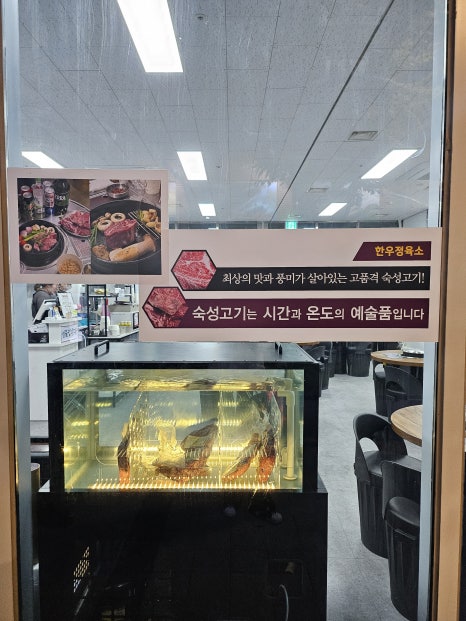 한우정육소
최상의 맛과 풍미가 살아있는 고품격 숙성고기!
숙성고기는 시간과 온도의 예술품입니다